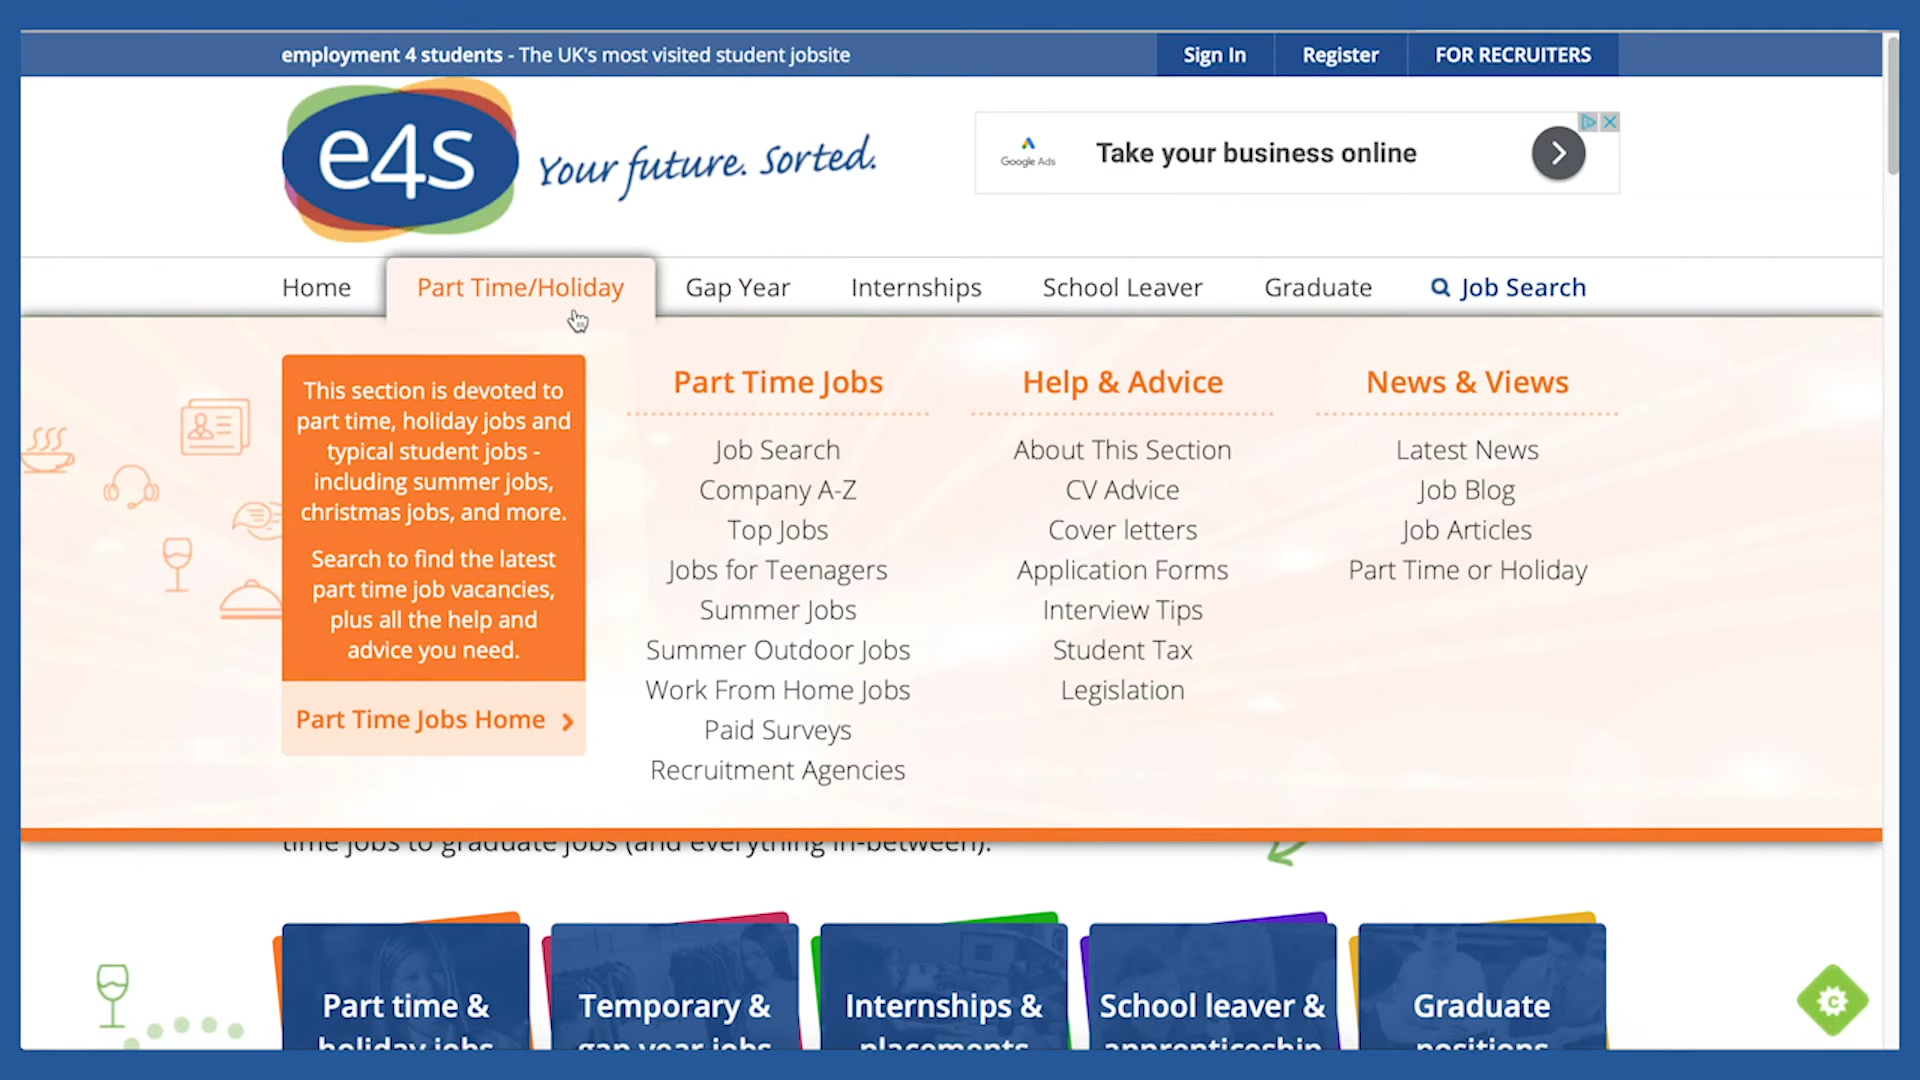 employment 4 students - The UK's most visited student jobsite
Sign In
Register
FOR RECRUITERS
e4s
Your future. Sorted.
Google Ads
Take your business online
Home
Part Time/Holiday
Gap Year
Internships
School Leaver
Graduate
Job Search
This section is devoted to
part time, holiday jobs and
typical student jobs -
including summer jobs,
christmas jobs, and more.
Search to find the latest
part time job vacancies,
plus all the help and
advice you need.
Part Time Jobs Home
Part Time Jobs
Job Search
Company A-Z
Top Jobs
Jobs for Teenagers
Summer Jobs
Summer Outdoor Jobs
Work From Home Jobs
Paid Surveys
Recruitment Agencies
Help & Advice
About This Section
CV Advice
Cover letters
Application Forms
Interview Tips
Student Tax
Legislation
News & Views
Latest News
Job Blog
Job Articles
Part Time or Holiday
time jobs to graduate jobs (and everything in-between).
Part time &
holiday jobs
Temporary &
gap year jobs
Internships &
placements
School leaver &
apprenticeship
Graduate
positions
C